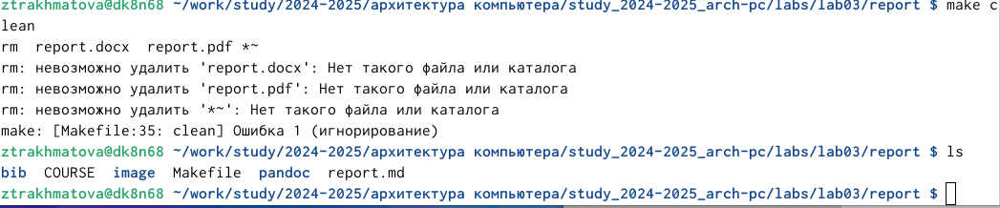 ztrakhmatova@dk8n68 ~/work/study/2024-2025/архитектура компьютера/study_2024-2025_arch-pc/labs/lab03/report $ make c
lean
rm  report.docx  report.pdf *~
rm: невозможно удалить 'report.docx': Нет такого файла или каталога
rm: невозможно удалить 'report.pdf': Нет такого файла или каталога
rm: невозможно удалить '*~': Нет такого файла или каталога
make: [Makefile:35: clean] Ошибка 1 (игнорирование)
ztrakhmatova@dk8n68 ~/work/study/2024-2025/архитектура компьютера/study_2024-2025_arch-pc/labs/lab03/report $ ls
bib  COURSE  image  Makefile  pandoc  report.md
ztrakhmatova@dk8n68 ~/work/study/2024-2025/архитектура компьютера/study_2024-2025_arch-pc/labs/lab03/report $